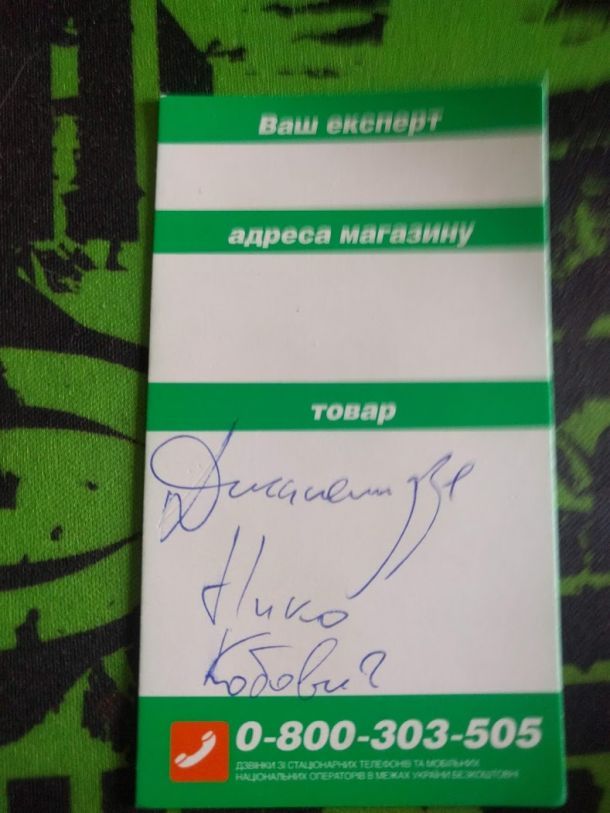 Ваш експерт
адреса магазину
товар
Нико
Кобович
0-800-303-505
ДЗВІНКИ ЗІ СТАЦІОНАРНИХ ТЕЛЕФОНІВ ТА МОБІЛЬНИХ
НАЦІОНАЛЬНИХ ОПЕРАТОРІВ В МЕЖАХ УКРАЇНИ БЕЗКОШТОВНІ